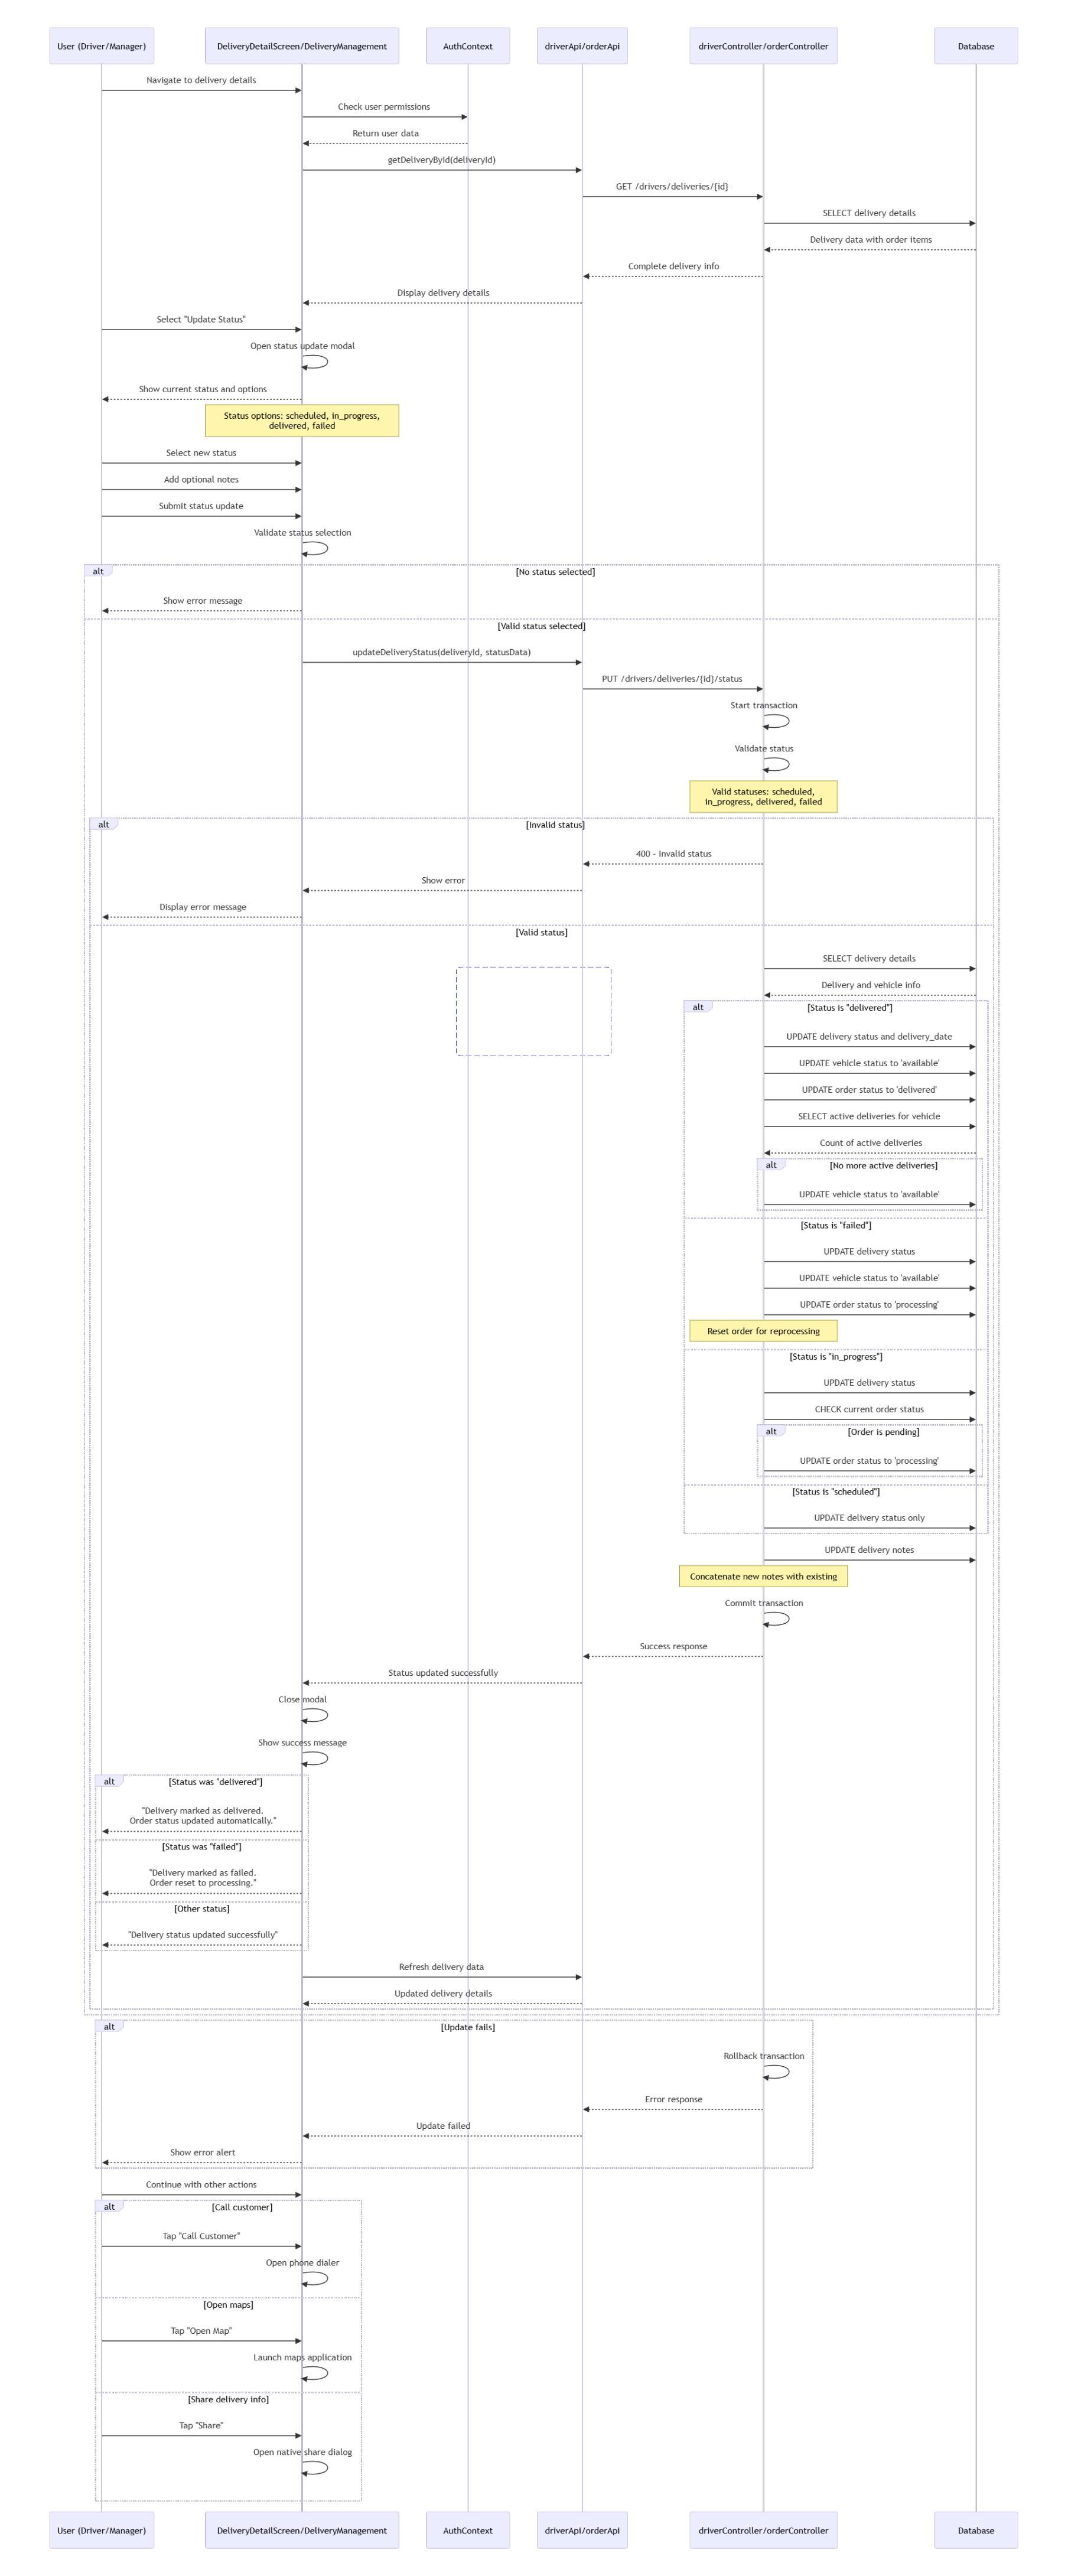 User (Driver/Manager)
DeliveryDetailScreen/DeliveryManagement
AuthContext
driverApi/orderApi
driverController/orderController
Database
Navigate to delivery details
Check user permissions
Return user data
getDeliveryById(deliveryId)
GET /drivers/deliveries/{id}
SELECT delivery details
Delivery data with order items
Complete delivery info
Display delivery details
Select "Update Status"
Open status update modal
Show current status and options
Status options: scheduled, in_progress,
delivered, failed
Select new status
Add optional notes
Submit status update
Validate status selection
alt
[No status selected]
Show error message
[Valid status selected]
updateDeliveryStatus(deliveryId, statusData)
PUT /drivers/deliveries/{id}/status
Start transaction
Validate status
Valid statuses: scheduled,
in_progress, delivered, failed
alt
[Invalid status]
400 - Invalid status
Show error
Display error message
[Valid status]
SELECT delivery details
Delivery and vehicle info
alt
[Status is "delivered"]
UPDATE delivery status and delivery_date
UPDATE vehicle status to 'available'
UPDATE order status to 'delivered'
SELECT active deliveries for vehicle
Count of active deliveries
alt
[No more active deliveries]
UPDATE vehicle status to 'available'
[Status is "failed"]
UPDATE delivery status
UPDATE vehicle status to 'available'
UPDATE order status to 'processing'
Reset order for reprocessing
[Status is "in_progress"]
UPDATE delivery status
CHECK current order status
alt
[Order is pending]
UPDATE order status to 'processing'
[Status is "scheduled"]
UPDATE delivery status only
UPDATE delivery notes
Concatenate new notes with existing
Commit transaction
Success response
Status updated successfully
Close modal
Show success message
alt
[Status was "delivered"]
"Delivery marked as delivered.
Order status updated automatically."
[Status was "failed"]
"Delivery marked as failed.
Order reset to processing."
[Other status]
"Delivery status updated successfully"
Refresh delivery data
Updated delivery details
alt
[Update fails]
Rollback transaction
Error response
Update failed
Show error alert
Continue with other actions
alt
[Call customer]
Tap "Call Customer"
Open phone dialer
[Open maps]
Tap "Open Map"
Launch maps application
[Share delivery info]
Tap "Share"
Open native share dialog
User (Driver/Manager)
DeliveryDetailScreen/DeliveryManagement
AuthContext
driverApi/orderApi
driverController/orderController
Database